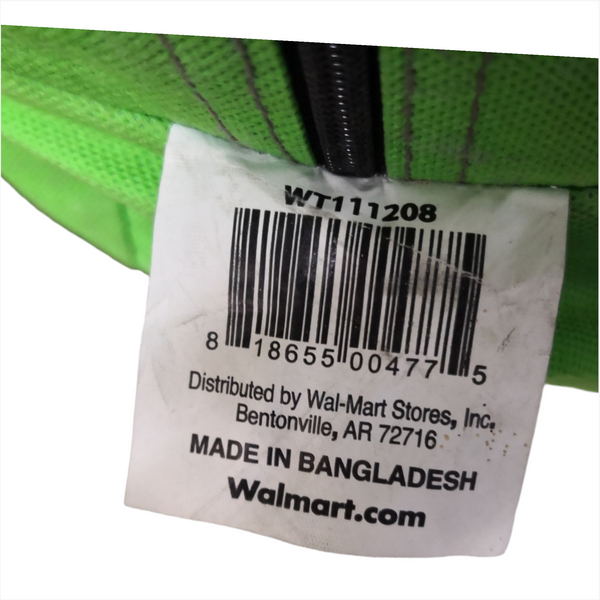 WT111208
8 18655 00477 5
Distributed by Wal-Mart Stores, Inc.
Bentonville, AR 72716
MADE IN BANGLADESH
Walmart.com